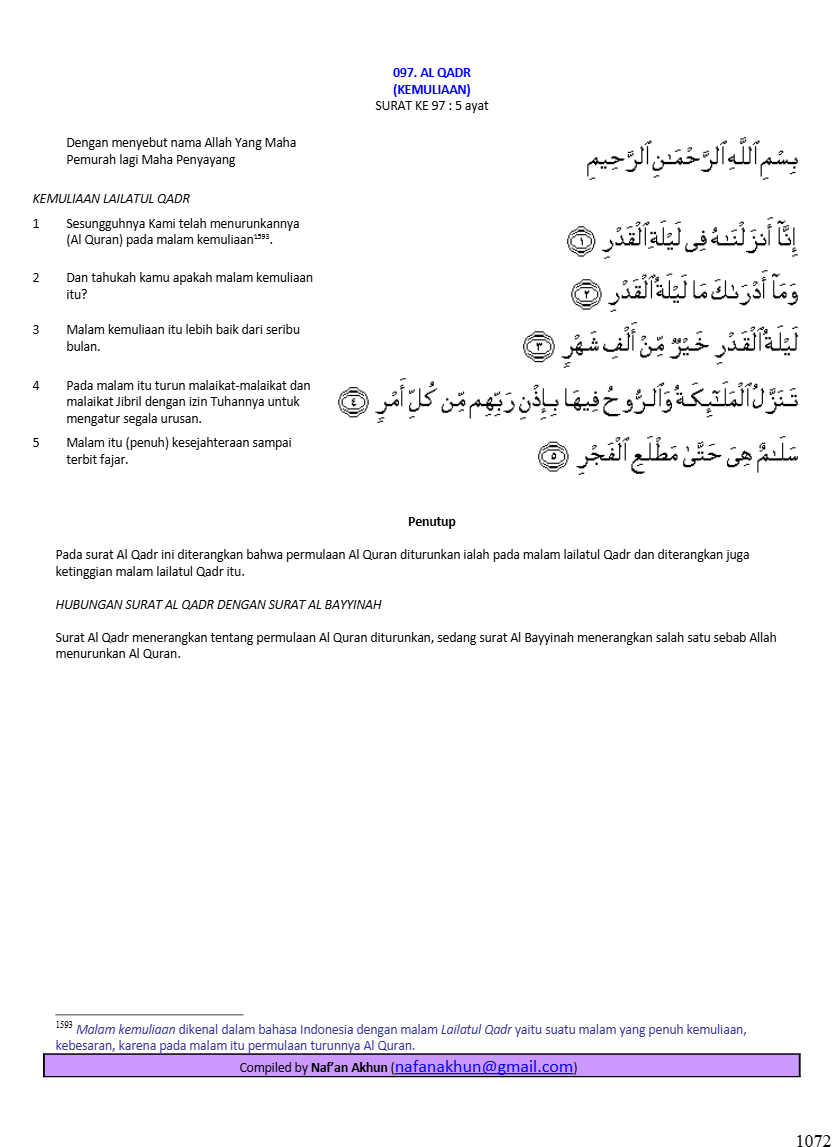 097. AL QADR
(KEMULIAAN)
SURAT KE 97 : 5 ayat
Dengan menyebut nama Allah Yang Maha
Pemurah lagi Maha Penyayang
بِسْمِ ٱللَّهِ ٱلرَّحْمَـٰنِ ٱلرَّحِيمِ
KEMULIAAN LAILATUL QADR
1 Sesungguhnya Kami telah menurunkannya
(Al Quran) pada malam kemuliaan1593.
إِنَّآ أَنزَلْنَـٰهُ فِى لَيْلَةِ ٱلْقَدْرِ ١
2 Dan tahukah kamu apakah malam kemuliaan
itu?
وَمَآ أَدْرَىٰكَ مَا لَيْلَةُ ٱلْقَدْرِ ٢
3 Malam kemuliaan itu lebih baik dari seribu
bulan.
لَيْلَةُ ٱلْقَدْرِ خَيْرٌ مِّنْ أَلْفِ شَهْرٍ ٣
4 Pada malam itu turun malaikat-malaikat dan
malaikat Jibril dengan izin Tuhannya untuk
mengatur segala urusan.
تَنَزَّلُ ٱلْمَلَـٰٓئِكَةُ وَٱلرُّوحُ فِيهَا بِإِذْنِ رَبِّهِم مِّن كُلِّ أَمْرٍ ٤
5 Malam itu (penuh) kesejahteraan sampai
terbit fajar.
سَلَـٰمٌ هِىَ حَتَّىٰ مَطْلَعِ ٱلْفَجْرِ ٥
Penutup
Pada surat Al Qadr ini diterangkan bahwa permulaan Al Quran diturunkan ialah pada malam lailatul Qadr dan diterangkan juga
ketinggian malam lailatul Qadr itu.
HUBUNGAN SURAT AL QADR DENGAN SURAT AL BAYYINAH
Surat Al Qadr menerangkan tentang permulaan Al Quran diturunkan, sedang surat Al Bayyinah menerangkan salah satu sebab Allah
menurunkan Al Quran.
1593 Malam kemuliaan dikenal dalam bahasa Indonesia dengan malam Lailatul Qadr yaitu suatu malam yang penuh kemuliaan,
kebesaran, karena pada malam itu permulaan turunnya Al Quran.
Compiled by Naf’an Akhun (nafanakhun@gmail.com)
1072